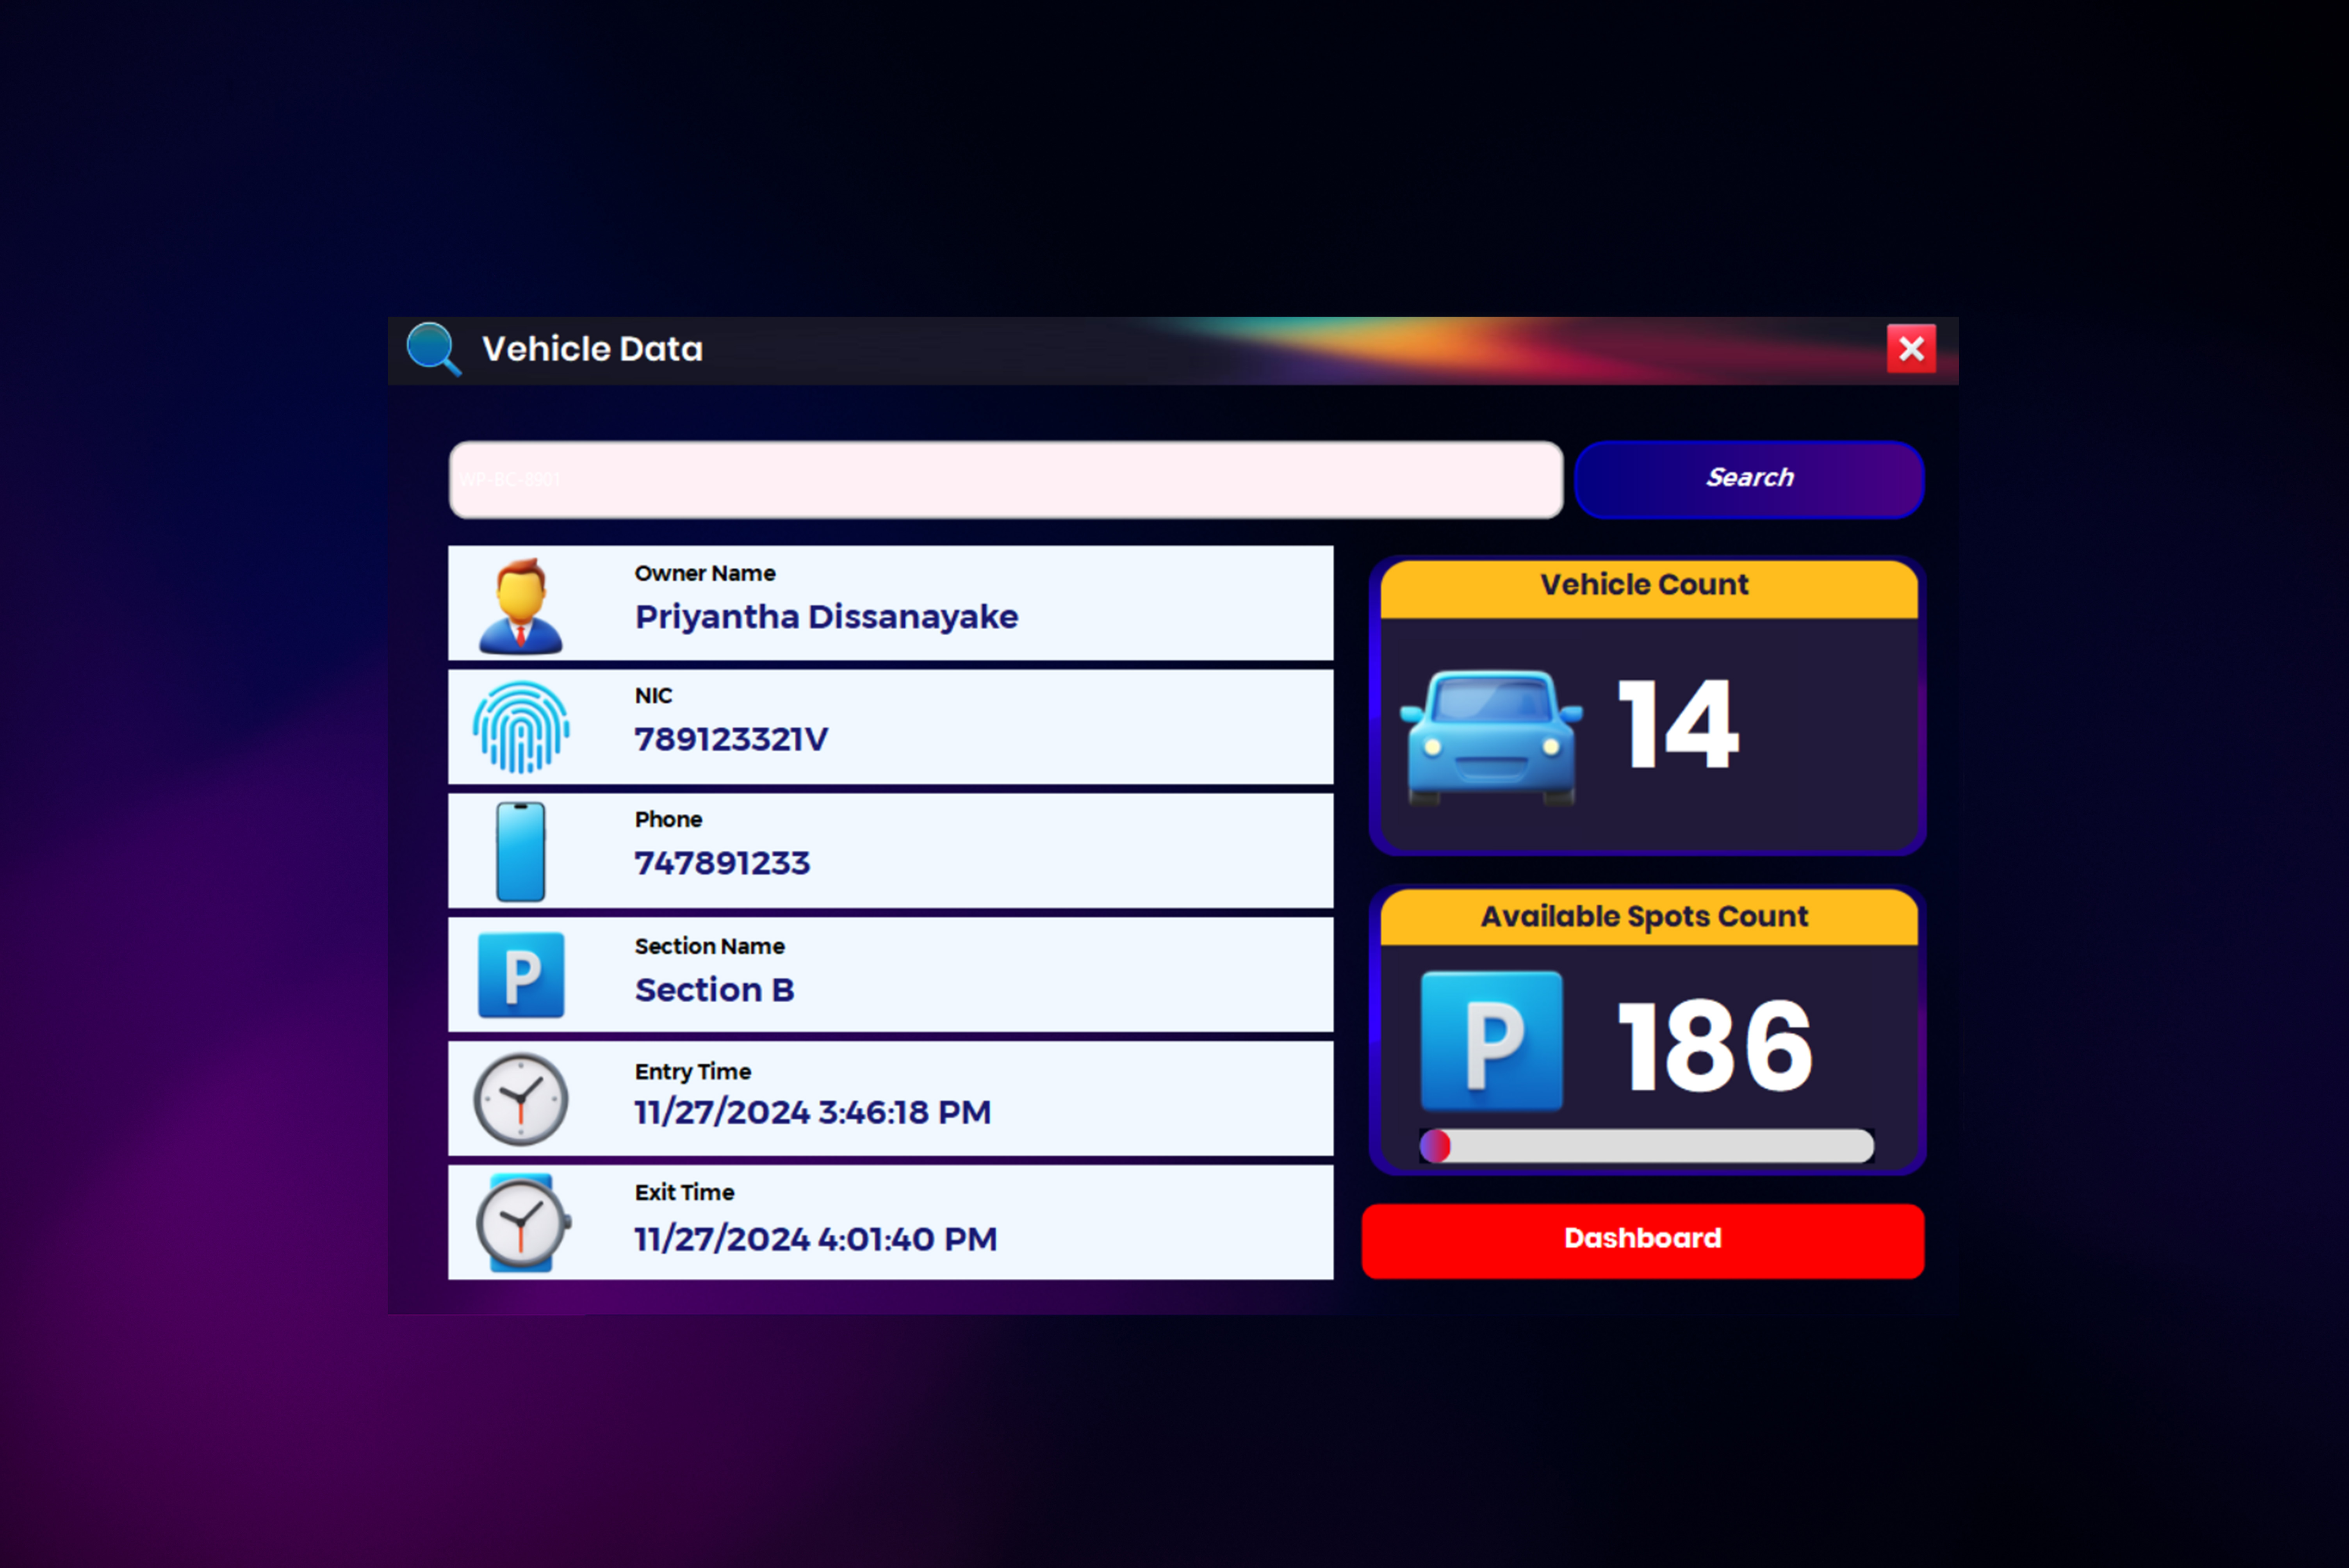 Vehicle Data
WP-BC-8901
Search
Owner Name
Priyantha Dissanayake
NIC
789123321V
Phone
747891233
P
Section Name
Section B
Entry Time
11/27/2024 3:46:18 PM
Exit Time
11/27/2024 4:01:40 PM
Vehicle Count
14
Available Spots Count
P
186
Dashboard